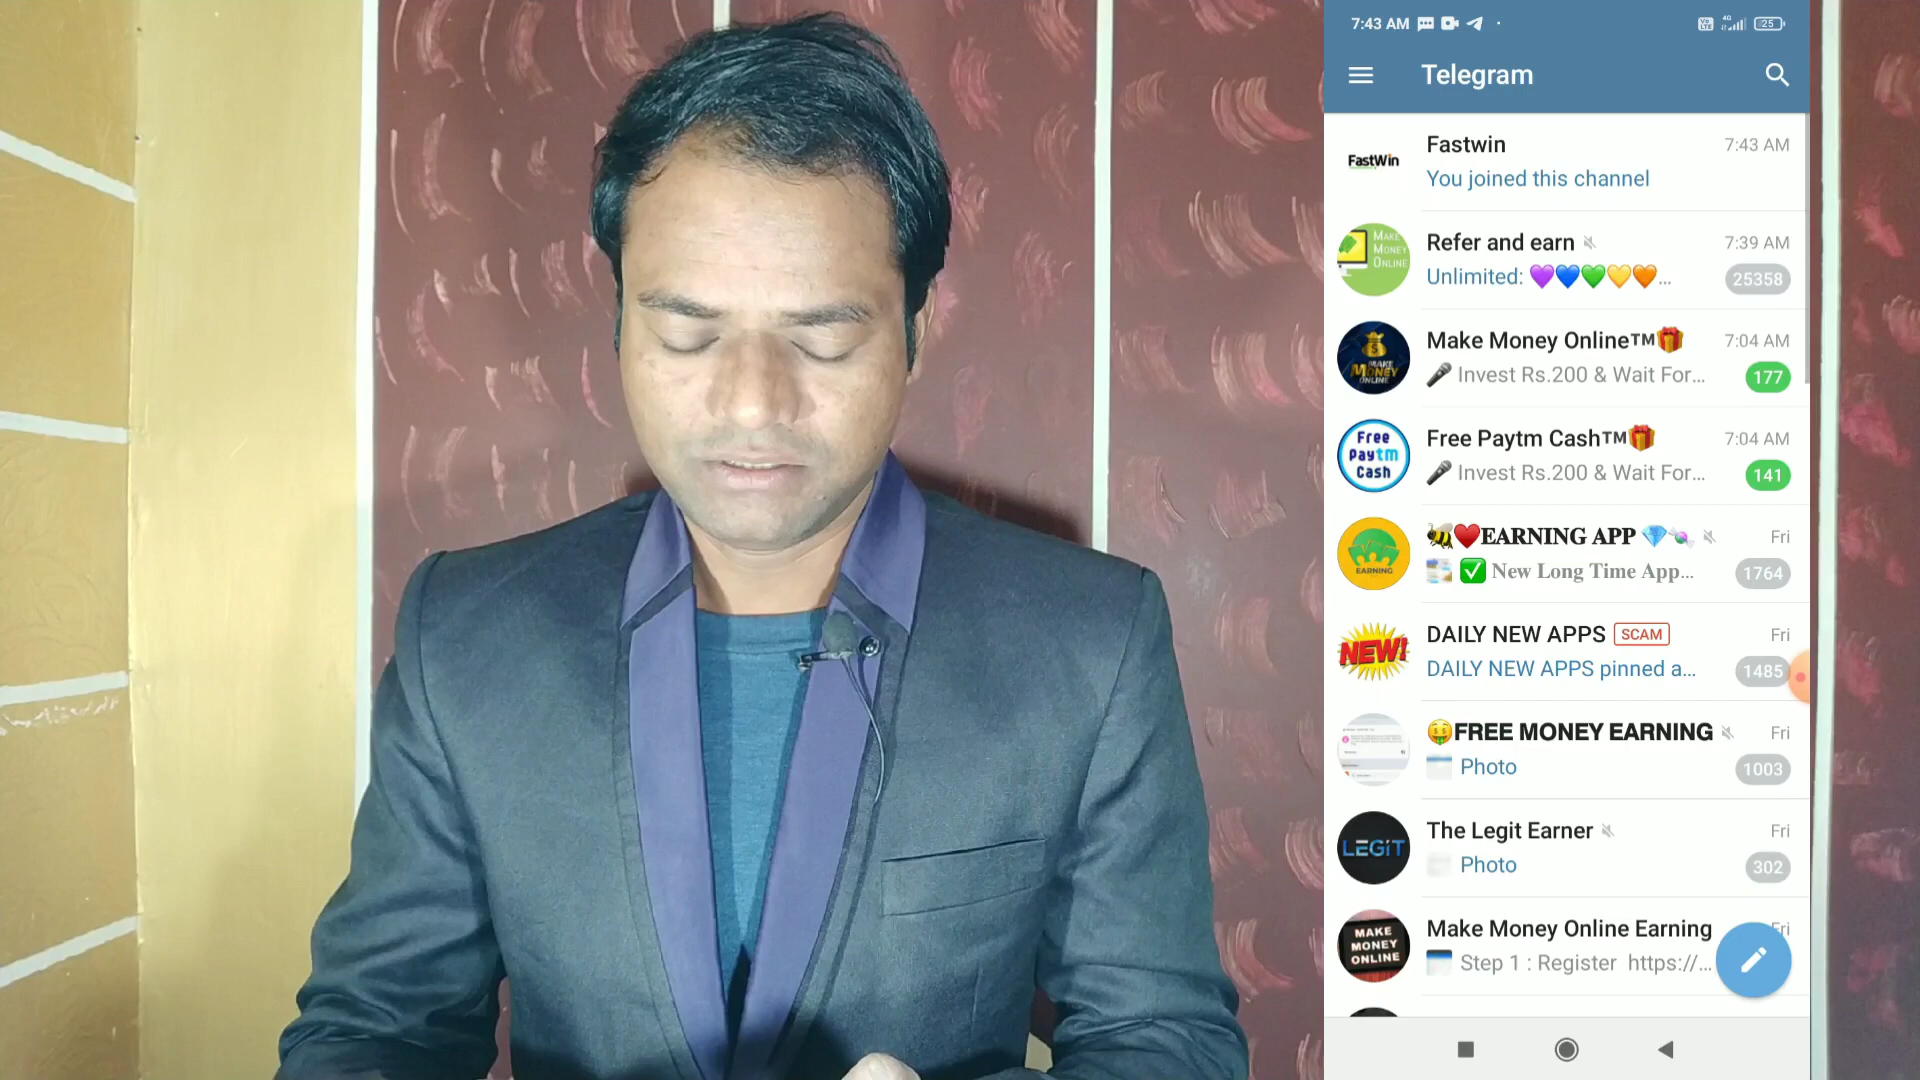 7:43 AM
4G
Vo LTE
25
Telegram
FastWin
Fastwin
7:43 AM
You joined this channel
MAKE MONEY ONLINE
Refer and earn
7:39 AM
Unlimited: 💜💙💚💛🧡...
25358
MAKE MONEY ONLINE
Make Money Online™🎁
7:04 AM
🎤 Invest Rs.200 & Wait For...
177
Free Paytm Cash
Free Paytm Cash™🎁
7:04 AM
🎤 Invest Rs.200 & Wait For...
141
EARNING
🐝❤️EARNING APP 💎🍬
Fri
✅ New Long Time App...
1764
NEW!
DAILY NEW APPS SCAM
Fri
DAILY NEW APPS pinned a...
1485
🤑FREE MONEY EARNING
Fri
Photo
1003
LEGIT
The Legit Earner
Fri
Photo
302
MAKE MONEY ONLINE
Make Money Online Earning
Fri
Step 1 : Register https://...